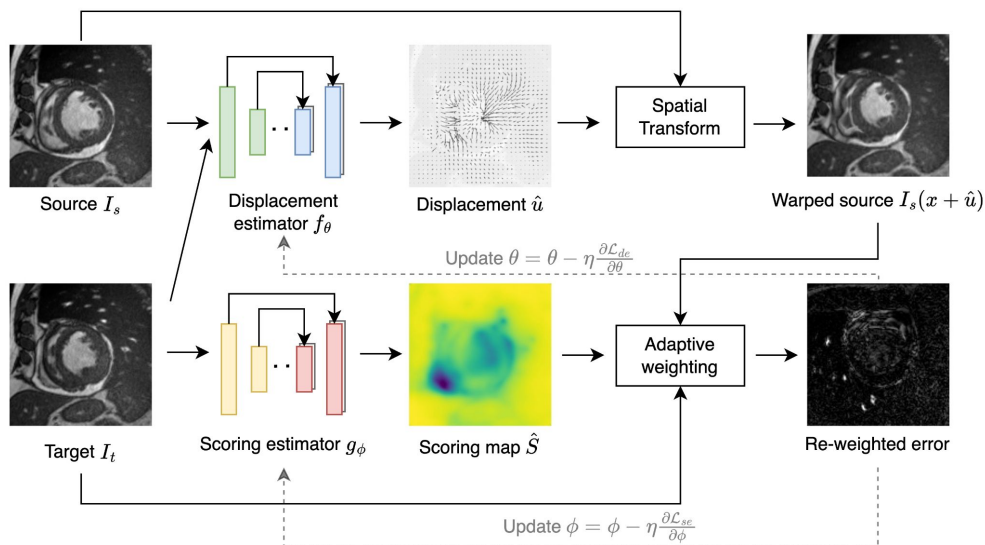 Spatial
Transform
Source $I_s$
Displacement
estimator $f_\theta$
Displacement $\hat{u}$
Warped source $I_s(x + \hat{u})$
Update $\theta = \theta - \eta \frac{\partial \mathcal{L}_{de}}{\partial \theta}$
Adaptive
weighting
Target $I_t$
Scoring estimator $g_\phi$
Scoring map $\hat{S}$
Re-weighted error
Update $\phi = \phi - \eta \frac{\partial \mathcal{L}_{se}}{\partial \phi}$